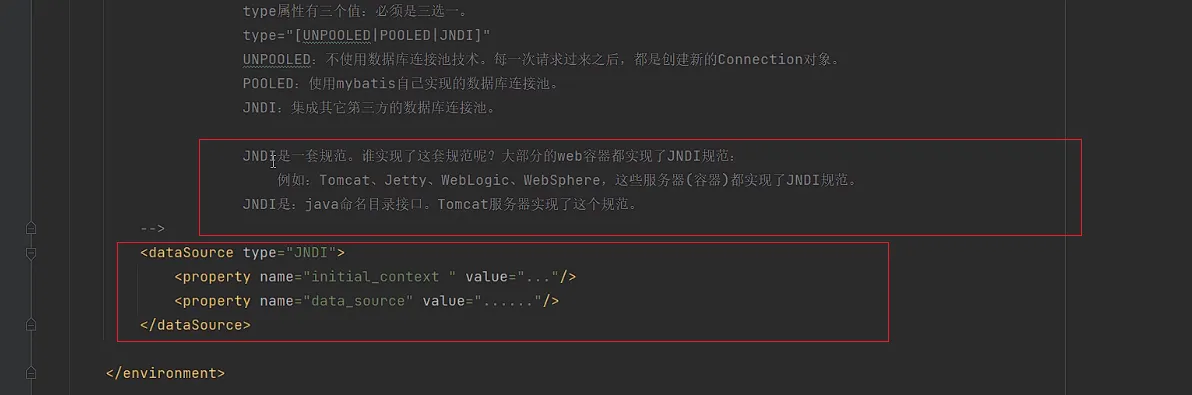 type属性有三个值：必须是三选一。
type="[UNPOOLED|POOLED|JNDI]"
UNPOOLED：不使用数据库连接池技术。每一次请求过来之后，都是创建新的Connection对象。
POOLED：使用mybatis自己实现的数据库连接池。
JNDI：集成其它第三方的数据库连接池。
JNDI是一套规范。谁实现了这套规范呢？大部分的web容器都实现了JNDI规范：
例如：Tomcat、Jetty、WebLogic、WebSphere，这些服务器(容器)都实现了JNDI规范。
JNDI是：java命名目录接口。Tomcat服务器实现了这个规范。
-->
<dataSource type="JNDI">
<property name="initial_context " value="..."/>
<property name="data_source" value="......"/>
</dataSource>
</environment>